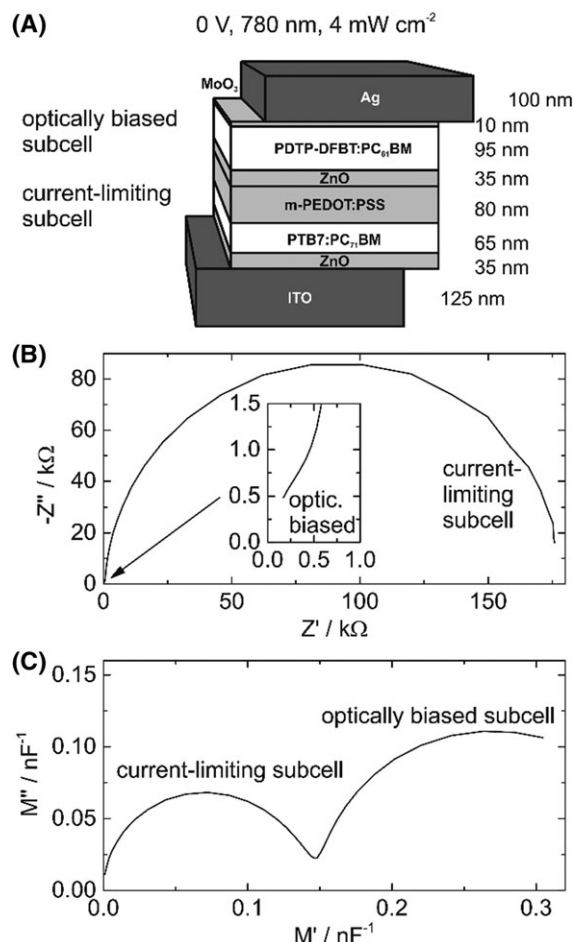 (A)
0 V, 780 nm, 4 mW cm⁻²
MoO₃
Ag
100 nm
optically biased
subcell
10 nm
PDTP-DFBT:PC₆₁BM
95 nm
ZnO
35 nm
current-limiting
subcell
m-PEDOT:PSS
80 nm
PTB7:PC₇₁BM
65 nm
ZnO
35 nm
ITO
125 nm
(B)
-Z'' / kΩ
80
60
40
20
0
1.5
1.0
0.5
0.0
optic.
biased
0.0
0.5
1.0
current-
limiting
subcell
0
50
100
150
Z' / kΩ
(C)
M'' / nF⁻¹
0.15
0.10
0.05
0.00
optically biased subcell
current-limiting subcell
0.0
0.1
0.2
0.3
M' / nF⁻¹